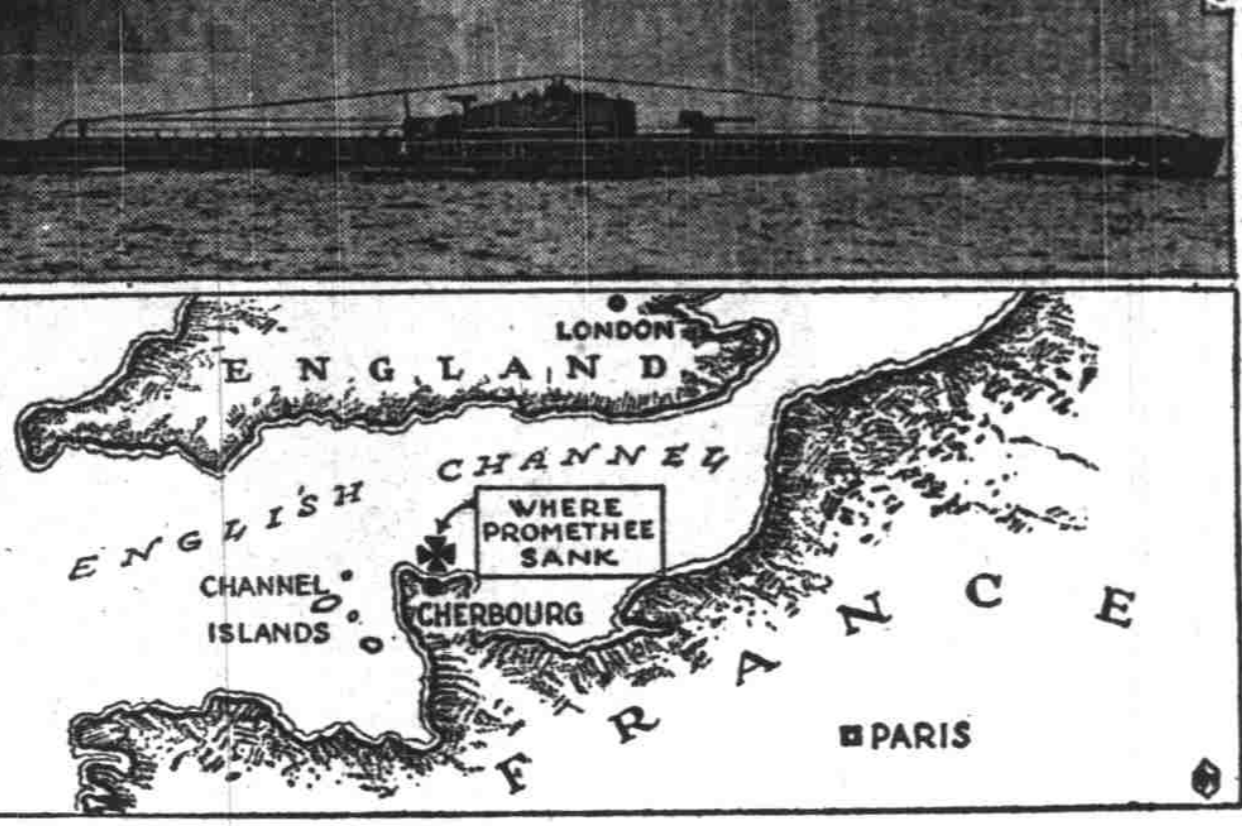 LONDON
ENGLAND
ENGLISH CHANNEL
WHERE
PROMETHEE
SANK
CHANNEL
ISLANDS
CHERBOURG
FRANCE
PARIS